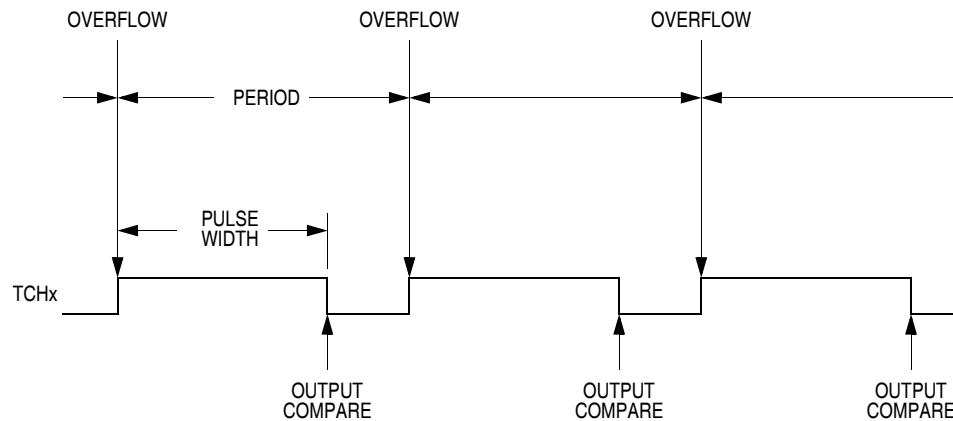 OVERFLOW
OVERFLOW
OVERFLOW
PERIOD
PULSE
WIDTH
TCHx
OUTPUT
COMPARE
OUTPUT
COMPARE
OUTPUT
COMPARE